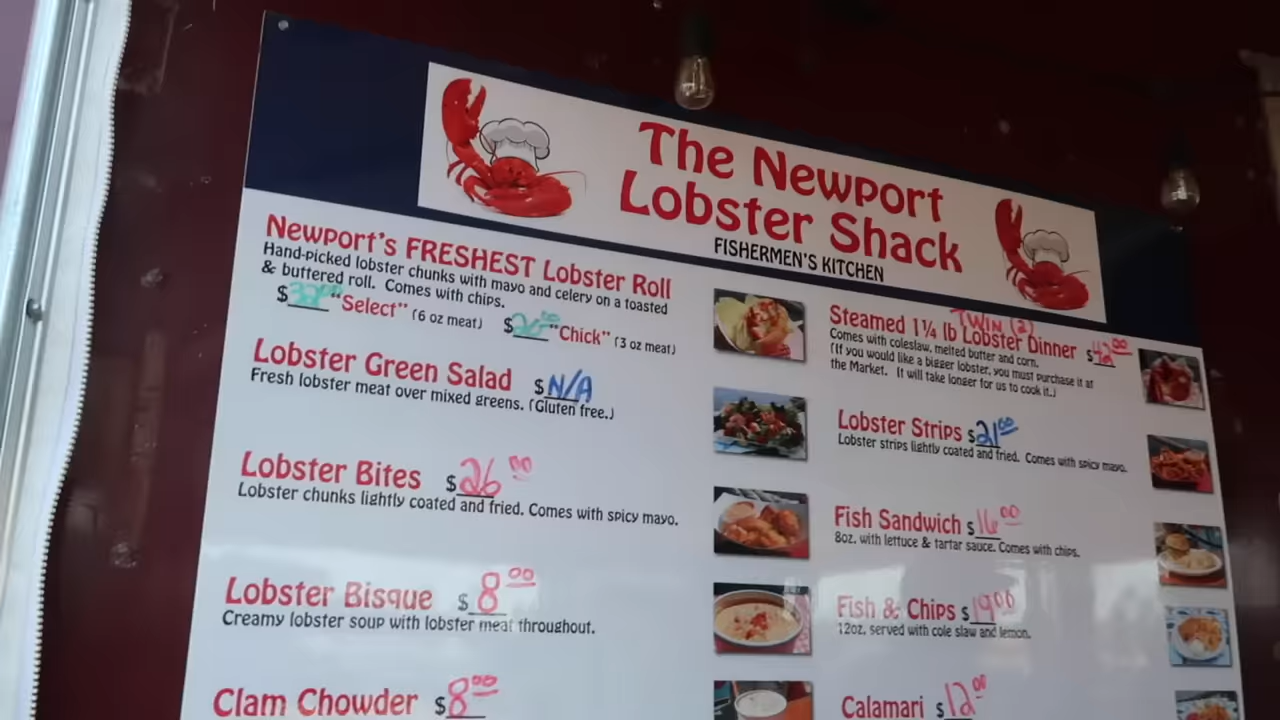 The Newport
Lobster Shack
FISHERMEN'S KITCHEN
Newport's FRESHEST Lobster Roll
Hand-picked lobster chunks with mayo and celery on a toasted
& buttered roll. Comes with chips.
$ "Select" (6 oz meat) $ "Chick" (3 oz meat)
Lobster Green Salad $N/A
Fresh lobster meat over mixed greens. (Gluten free.)
Lobster Bites $26.00
Lobster chunks lightly coated and fried. Comes with spicy mayo.
Lobster Bisque $8.00
Creamy lobster soup with lobster meat throughout.
Clam Chowder $8.00
TWIN (2)
Steamed 1¼ lb Lobster Dinner $42.00
Comes with coleslaw, melted butter and corn.
(If you would like a bigger lobster, you must purchase it at
the Market. It will take longer for us to cook it.)
Lobster Strips $21.00
Lobster strips lightly coated and fried. Comes with spicy mayo.
Fish Sandwich $16.00
8oz. with lettuce & tartar sauce. Comes with chips.
Fish & Chips $19.00
12oz. served with cole slaw and lemon.
Calamari $12.00